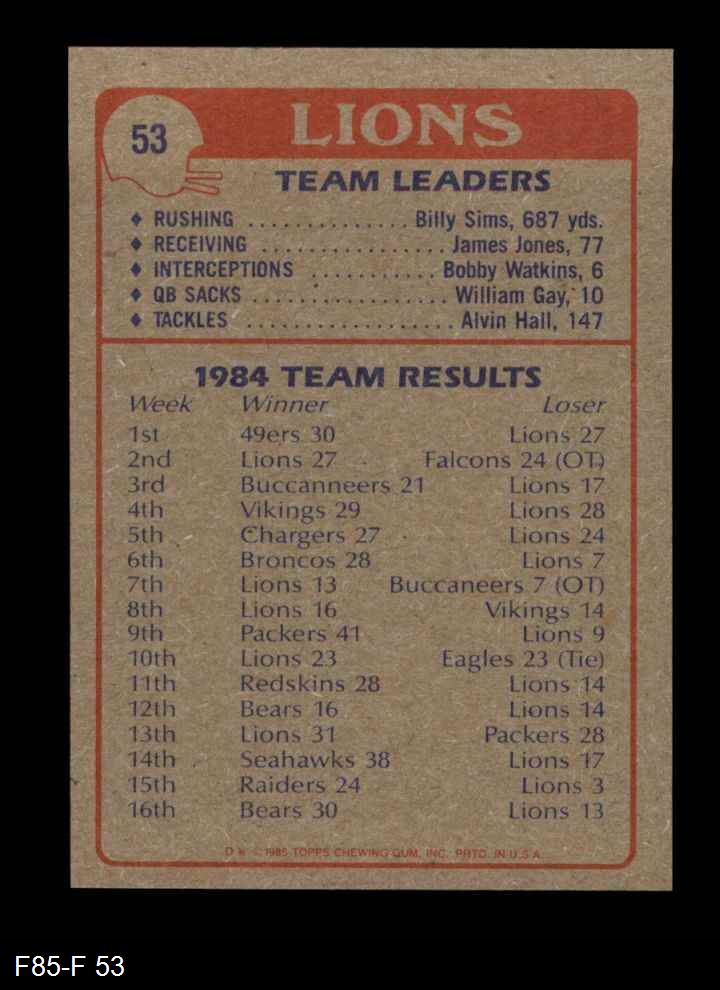 53
LIONS
TEAM LEADERS
♦ RUSHING .............. Billy Sims, 687 yds.
♦ RECEIVING ................. James Jones, 77
♦ INTERCEPTIONS ........... Bobby Watkins, 6
♦ QB SACKS ................. William Gay, 10
♦ TACKLES .................. Alvin Hall, 147
1984 TEAM RESULTS
Week Winner Loser
1st 49ers 30 Lions 27
2nd Lions 27 Falcons 24 (OT)
3rd Buccanneers 21 Lions 17
4th Vikings 29 Lions 28
5th Chargers 27 Lions 24
6th Broncos 28 Lions 7
7th Lions 13 Buccaneers 7 (OT)
8th Lions 16 Vikings 14
9th Packers 41 Lions 9
10th Lions 23 Eagles 23 (Tie)
11th Redskins 28 Lions 14
12th Bears 16 Lions 14
13th Lions 31 Packers 28
14th Seahawks 38 Lions 17
15th Raiders 24 Lions 3
16th Bears 30 Lions 13
D* © 1985 TOPPS CHEWING GUM, INC. PRTD. IN U.S.A.
F85-F 53